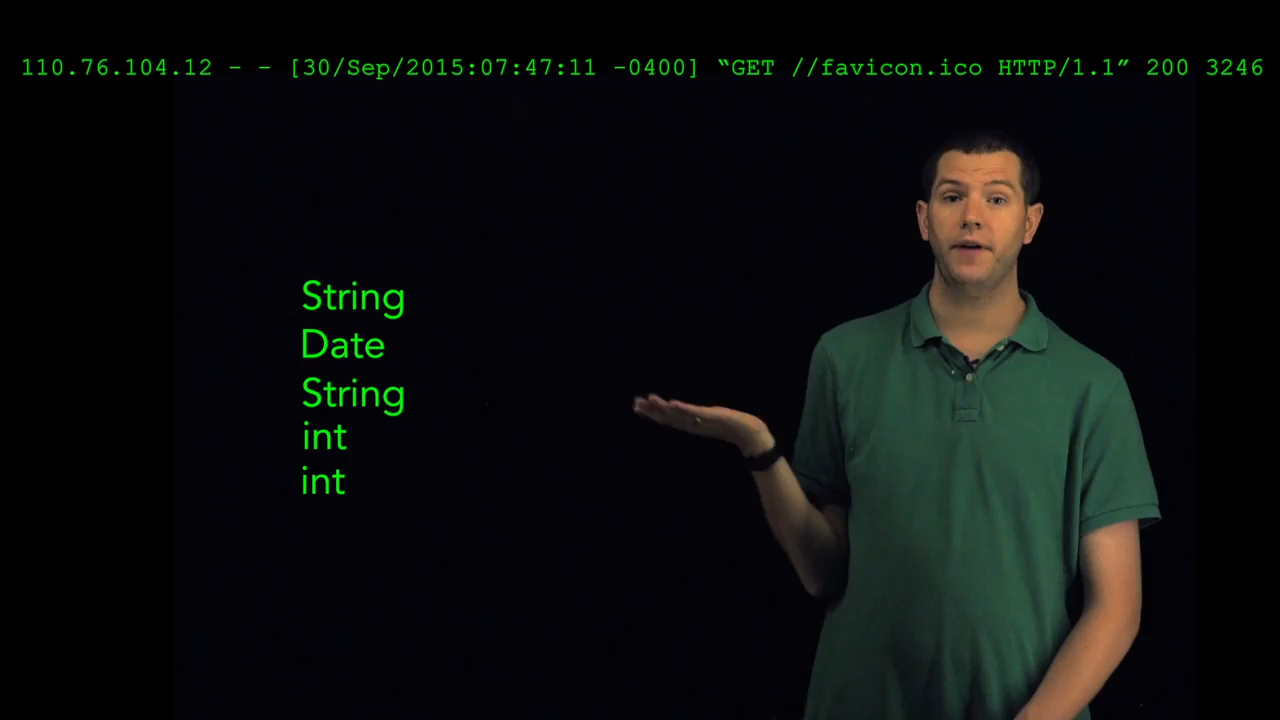 110.76.104.12 - - [30/Sep/2015:07:47:11 -0400] “GET //favicon.ico HTTP/1.1” 200 3246
String
Date
String
int
int